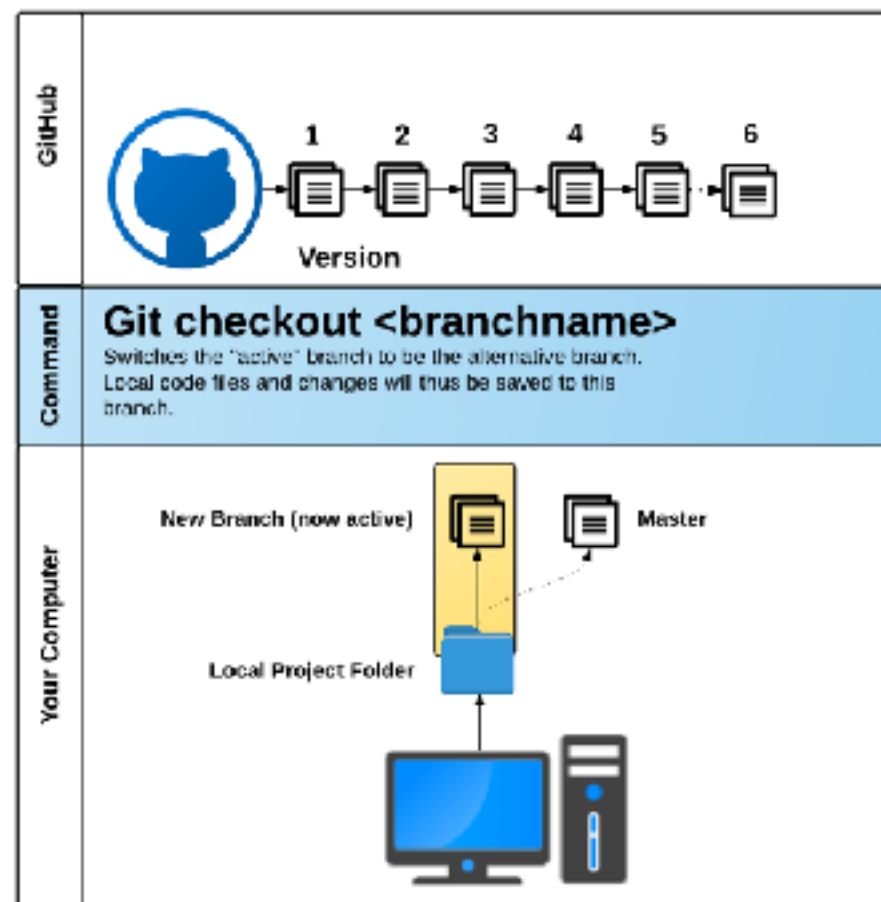 GitHub
1 2 3 4 5 6
Version
Command
Git checkout <branchname>
Switches the "active" branch to be the alternative branch.
Local code files and changes will thus be saved to this
branch.
Your Computer
New Branch (now active)
Master
Local Project Folder